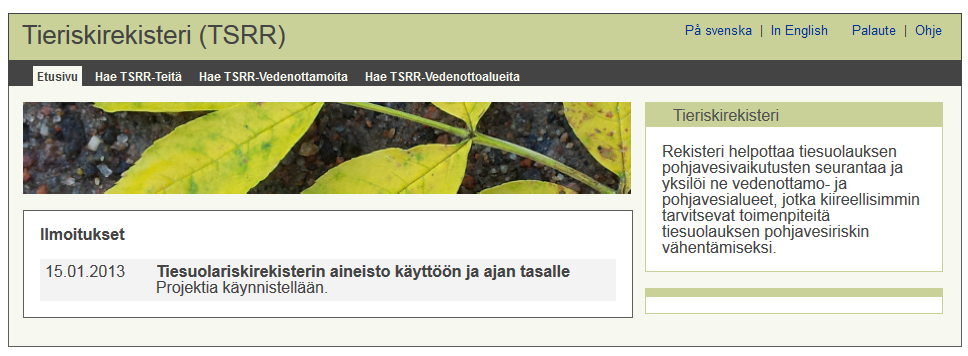 Tieriskirekisteri (TSRR)
På svenska | In English Palaute | Ohje
Etusivu Hae TSRR-Teitä Hae TSRR-Vedenottamoita Hae TSRR-Vedenottoalueita
Ilmoitukset
15.01.2013 Tiesuolariskirekisterin aineisto käyttöön ja ajan tasalle
Projektia käynnistellään.
Tieriskirekisteri
Rekisteri helpottaa tiesuolauksen
pohjavesivaikutusten seurantaa ja
yksilöi ne vedenottamo- ja
pohjavesialueet, jotka kiireellisimmin
tarvitsevat toimenpiteitä
tiesuolauksen pohjavesiriskin
vähentämiseksi.